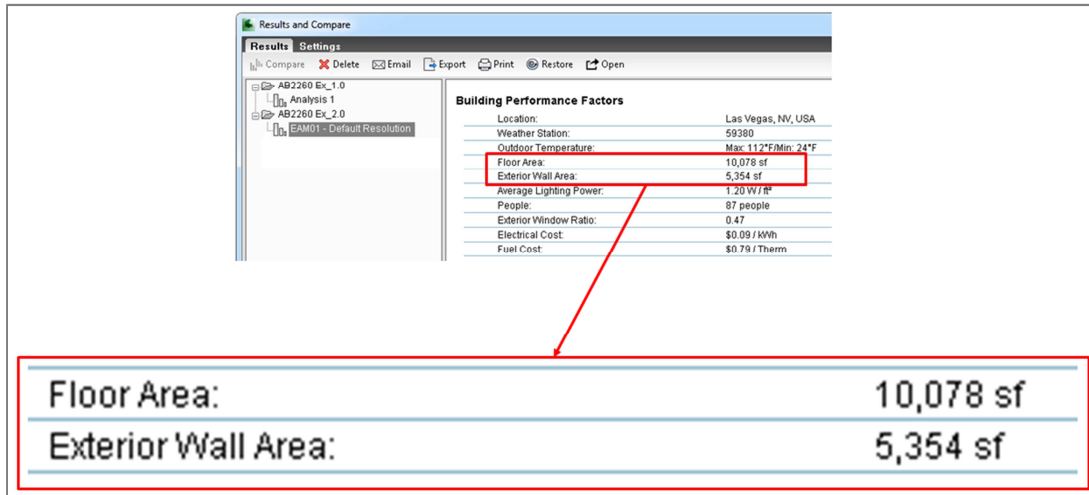 Results and Compare
Results Settings
Compare Delete Email Export Print Restore Open
AB2260 Ex_1.0
Analysis 1
AB2260 Ex_2.0
EAM01 - Default Resolution
Building Performance Factors
Location: Las Vegas, NV, USA
Weather Station: 59380
Outdoor Temperature: Max: 112°F/Min: 24°F
Floor Area: 10,078 sf
Exterior Wall Area: 5,354 sf
Average Lighting Power: 1.20 W / ft²
People: 87 people
Exterior Window Ratio: 0.47
Electrical Cost: $0.09 / kWh
Fuel Cost: $0.79 / Therm
Floor Area: 10,078 sf
Exterior Wall Area: 5,354 sf